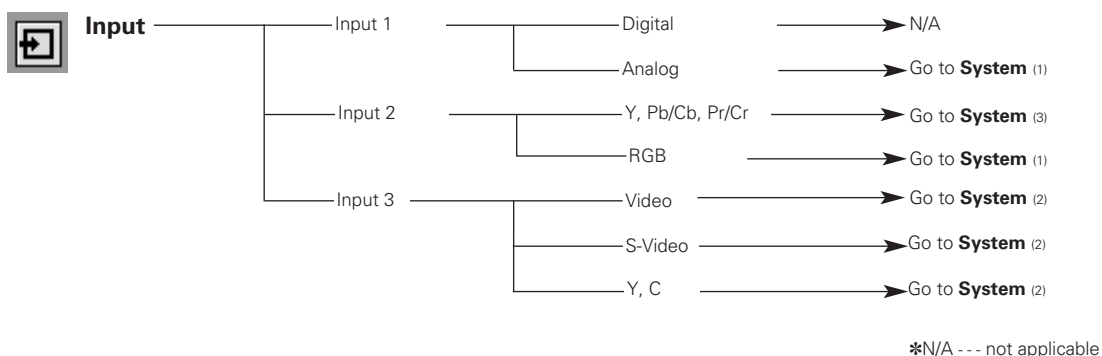 Input Input 1 Digital N/A
Analog Go to System (1)
Input 2 Y, Pb/Cb, Pr/Cr Go to System (3)
RGB Go to System (1)
Input 3 Video Go to System (2)
S-Video Go to System (2)
Y, C Go to System (2)
✽N/A - - - not applicable